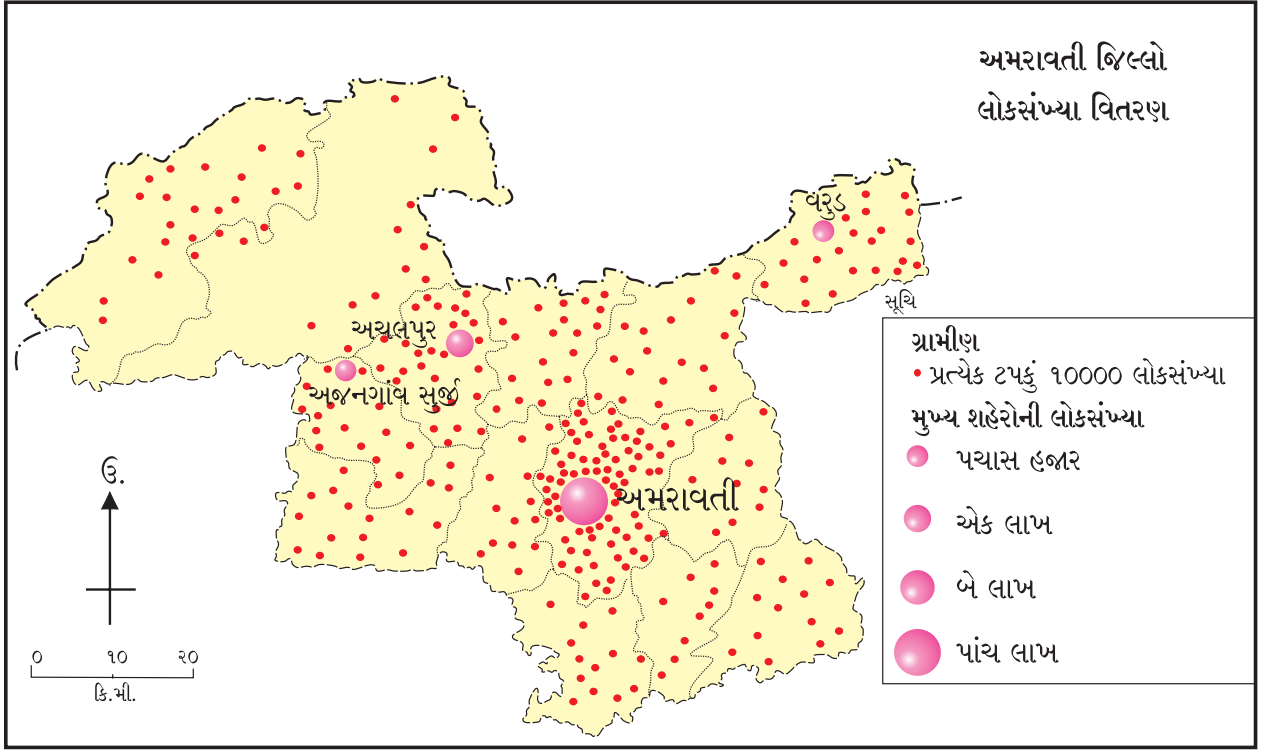 અમરાવતી જિલ્લો
લોકસંખ્યા વિતરણ
વરુડ
અચલપુર
અજનગાંવ સુર્જી
અમરાવતી
ઉ.
૦ ૧૦ ૨૦
કિ.મી.
સૂચિ
ગ્રામીણ
પ્રત્યેક ટપકું ૧૦૦૦૦ લોકસંખ્યા
મુખ્ય શહેરોની લોકસંખ્યા
પચાસ હજાર
એક લાખ
બે લાખ
પાંચ લાખ